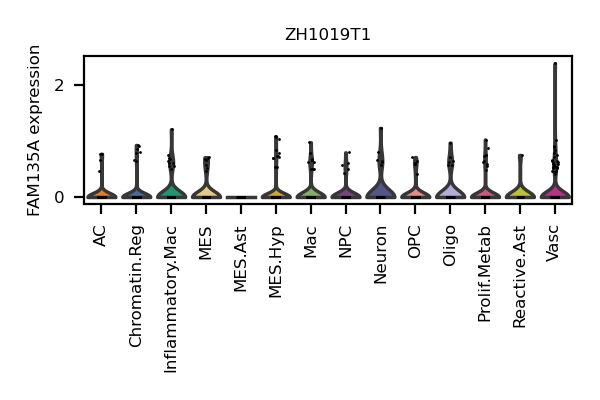 ZH1019T1
FAM135A expression
2
0
AC
Chromatin.Reg
Inflammatory.Mac
MES
MES.Ast
MES.Hyp
Mac
NPC
Neuron
OPC
Oligo
Prolif.Metab
Reactive.Ast
Vasc